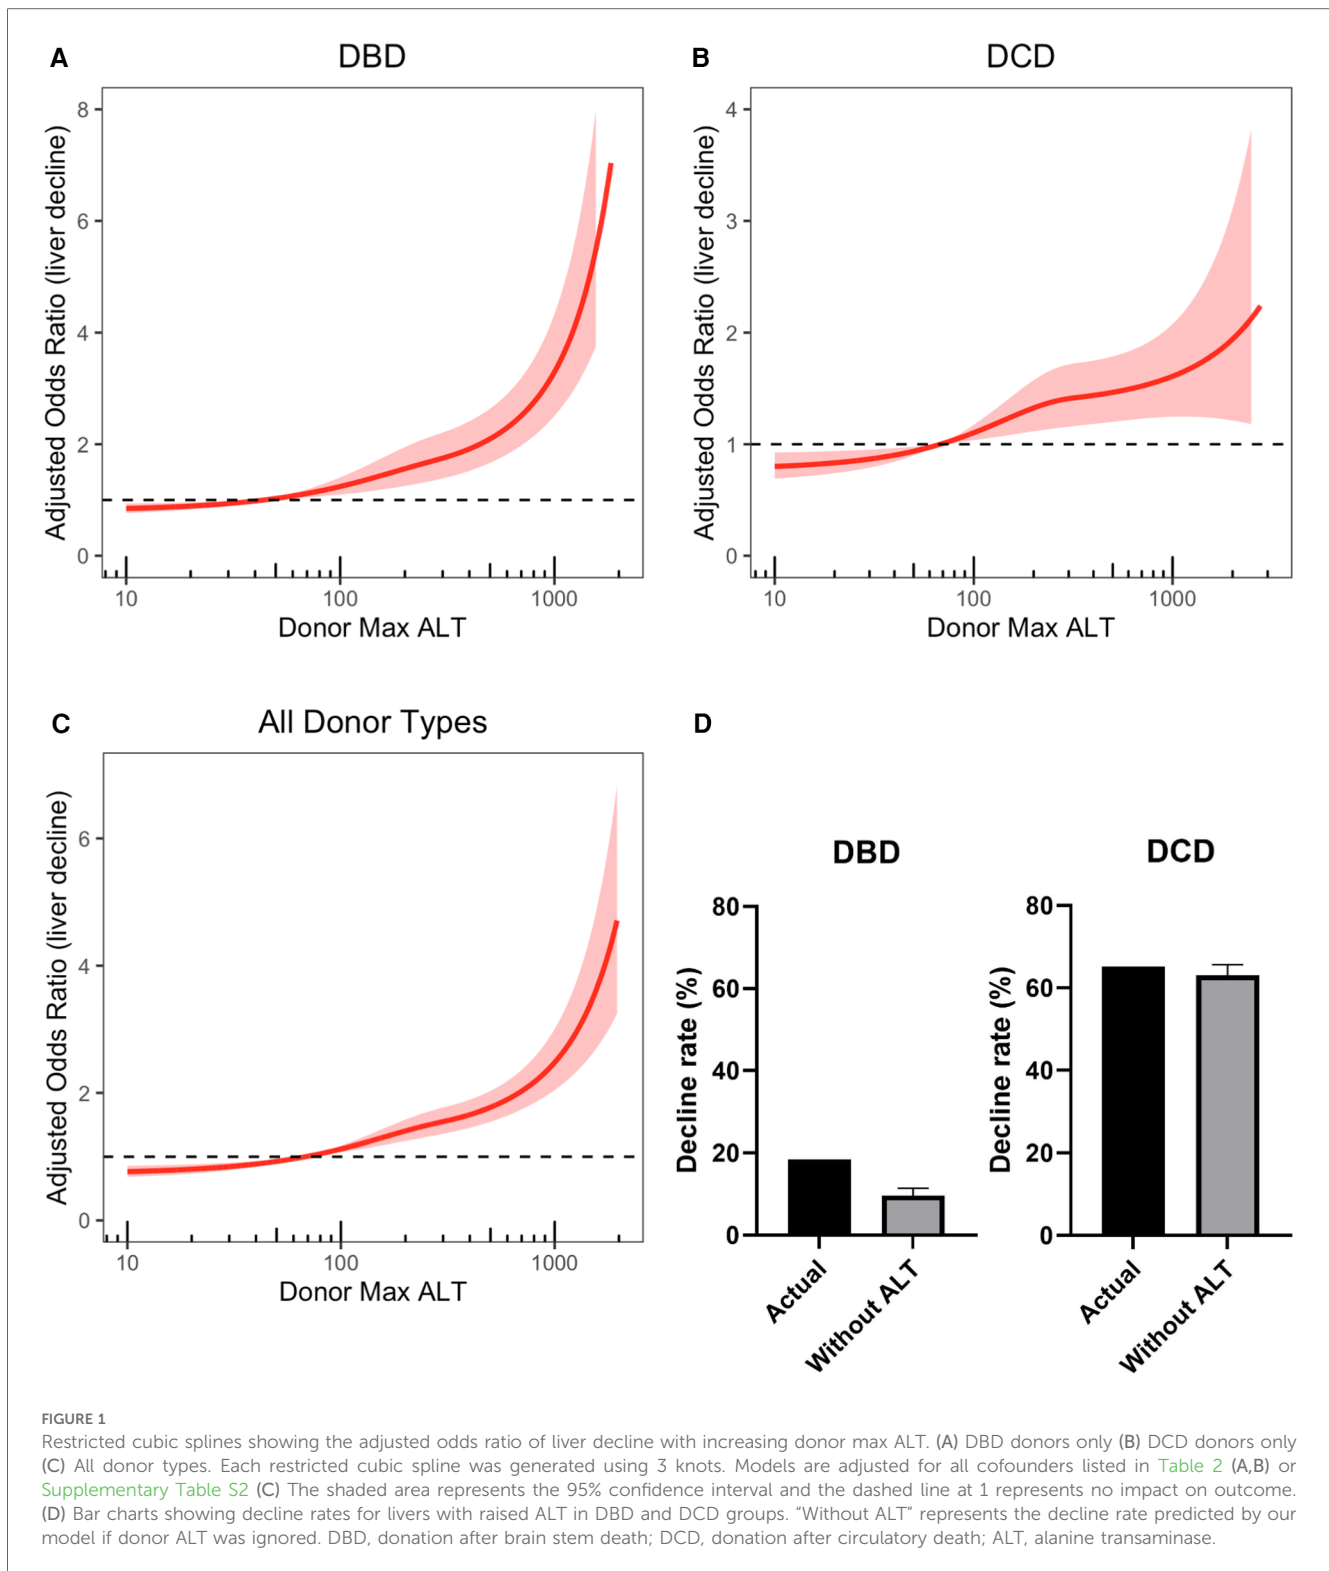 A
DBD
Adjusted Odds Ratio (liver decline)
8
6
4
2
0
10
100
1000
Donor Max ALT
B
DCD
Adjusted Odds Ratio (liver decline)
4
3
2
1
0
10
100
1000
Donor Max ALT
C
All Donor Types
Adjusted Odds Ratio (liver decline)
6
4
2
0
10
100
1000
Donor Max ALT
D
DBD
Decline rate (%)
80
60
40
20
0
Actual
Without ALT
DCD
Decline rate (%)
80
60
40
20
0
Actual
Without ALT
FIGURE 1
Restricted cubic splines showing the adjusted odds ratio of liver decline with increasing donor max ALT. (A) DBD donors only (B) DCD donors only
(C) All donor types. Each restricted cubic spline was generated using 3 knots. Models are adjusted for all cofounders listed in Table 2 (A,B) or
Supplementary Table S2 (C) The shaded area represents the 95% confidence interval and the dashed line at 1 represents no impact on outcome.
(D) Bar charts showing decline rates for livers with raised ALT in DBD and DCD groups. "Without ALT" represents the decline rate predicted by our
model if donor ALT was ignored. DBD, donation after brain stem death; DCD, donation after circulatory death; ALT, alanine transaminase.